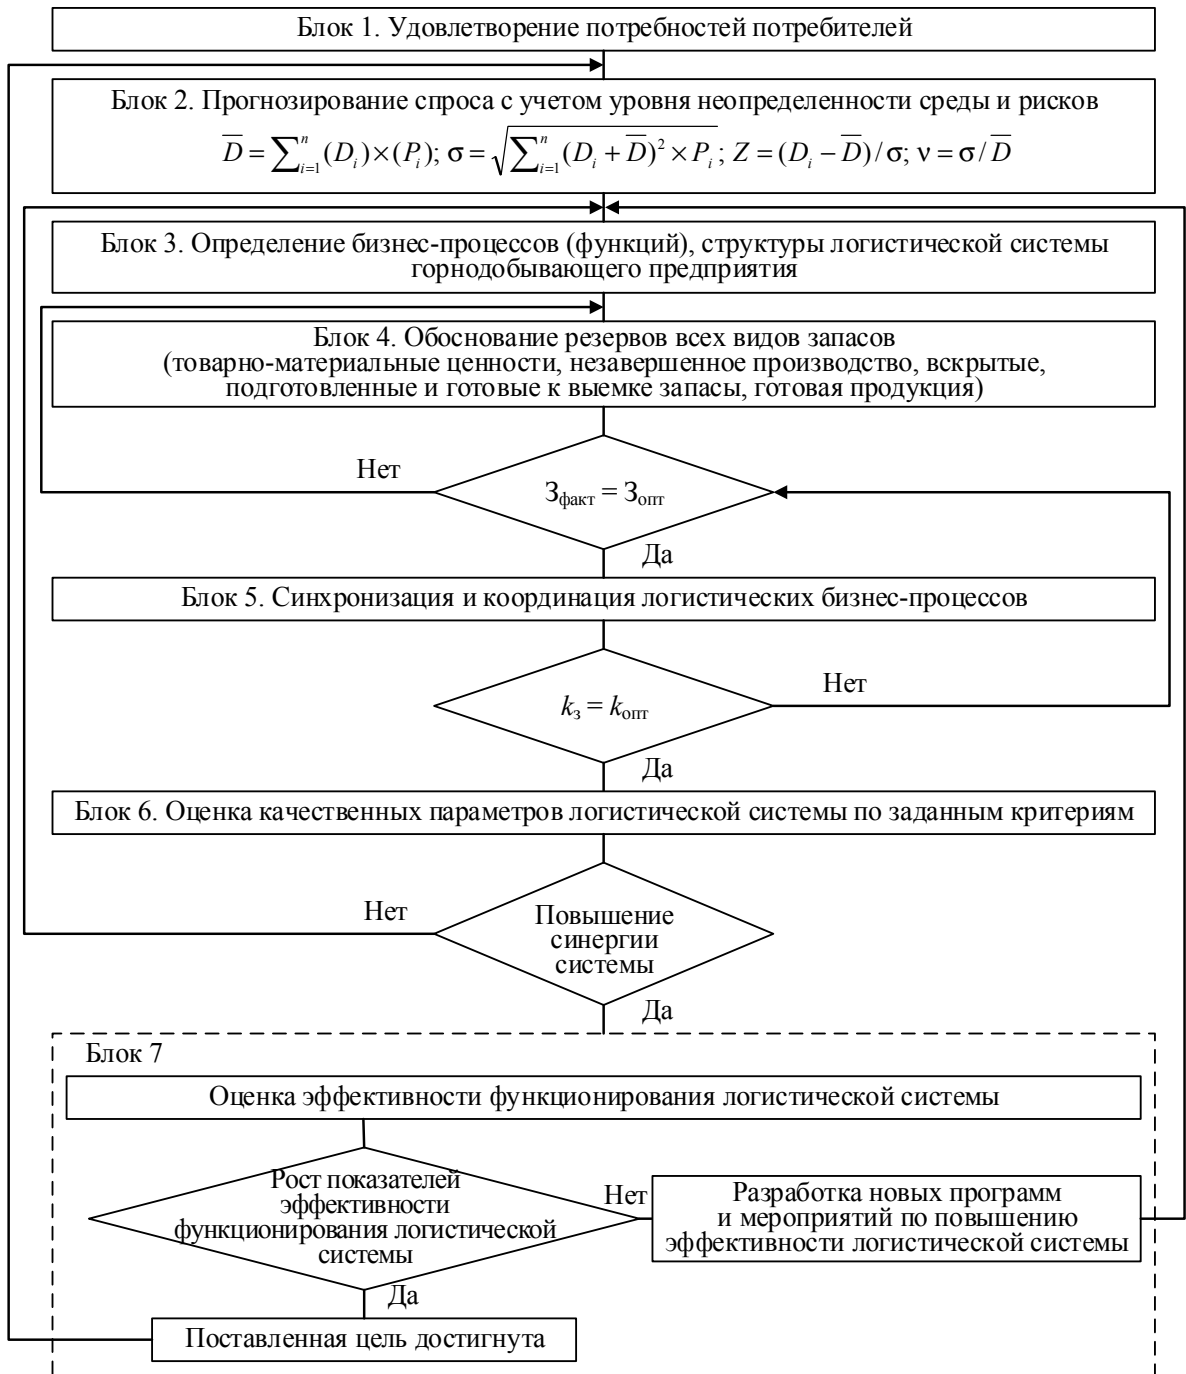 Блок 1. Удовлетворение потребностей потребителей
Блок 2. Прогнозирование спроса с учетом уровня неопределенности среды и рисков
D̅ = ∑ⁿᵢ₌₁(Dᵢ)×(Pᵢ); σ = √(∑ⁿᵢ₌₁(Dᵢ + D̅)² × Pᵢ); Z = (Dᵢ − D̅)/σ; ν = σ/D̅
Блок 3. Определение бизнес-процессов (функций), структуры логистической системы
горнодобывающего предприятия
Блок 4. Обоснование резервов всех видов запасов
(товарно-материальные ценности, незавершенное производство, вскрытые,
подготовленные и готовые к выемке запасы, готовая продукция)
Нет
Зфакт = Зопт
Да
Блок 5. Синхронизация и координация логистических бизнес-процессов
Нет
kз = kопт
Да
Блок 6. Оценка качественных параметров логистической системы по заданным критериям
Нет
Повышение
синергии
системы
Да
Блок 7
Оценка эффективности функционирования логистической системы
Рост показателей
эффективности
функционирования логистической
системы
Нет
Разработка новых программ
и мероприятий по повышению
эффективности логистической системы
Да
Поставленная цель достигнута